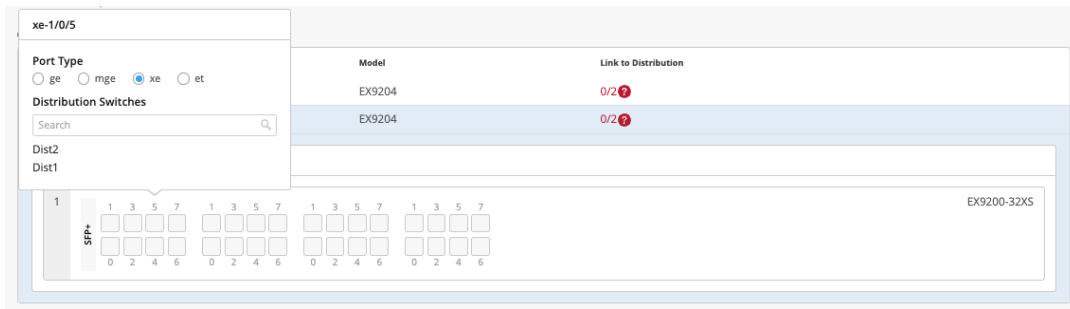 xe-1/0/5
Port Type
ge mge xe et
Distribution Switches
Search
Dist2
Dist1
Model Link to Distribution
EX9204 0/2 ?
EX9204 0/2 ?
1 EX9200-32XS
SFP+
1 3 5 7 1 3 5 7 1 3 5 7 1 3 5 7
0 2 4 6 0 2 4 6 0 2 4 6 0 2 4 6